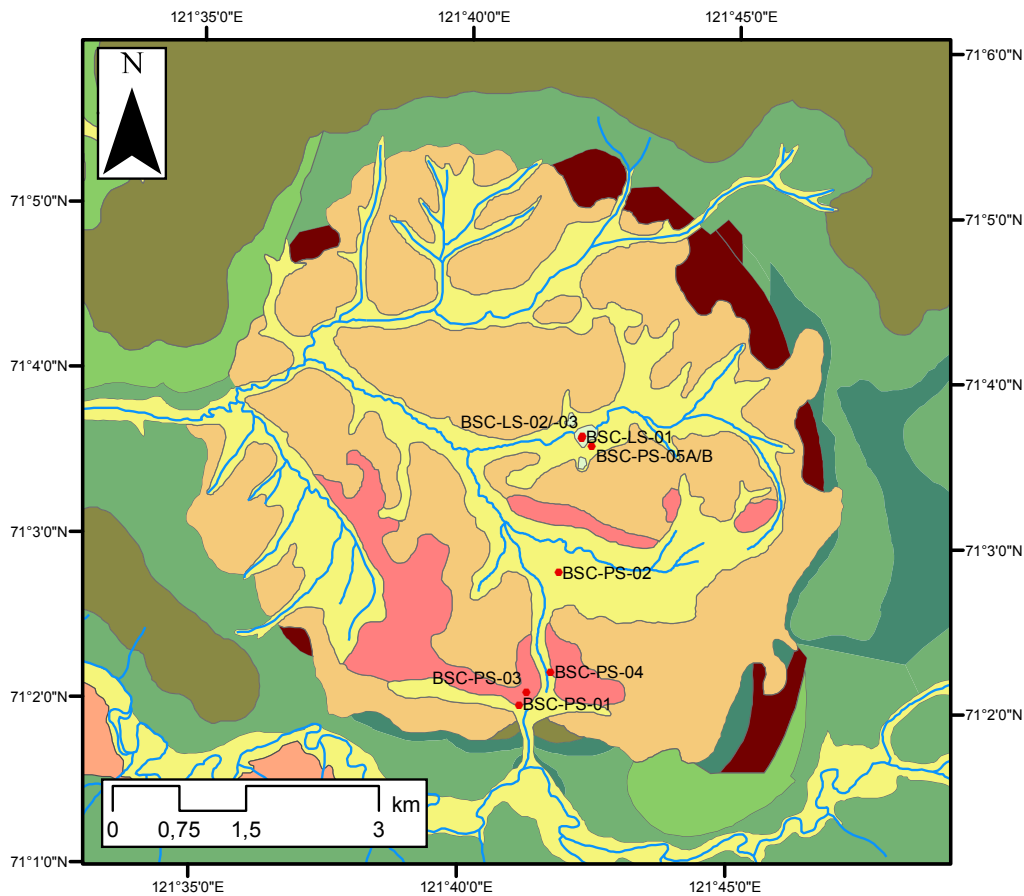 121°35'0"E 121°40'0"E 121°45'0"E
N
71°6'0"N
71°5'0"N 71°5'0"N
71°4'0"N 71°4'0"N
BSC-LS-02/-03
BSC-LS-01
BSC-PS-05A/B
71°3'0"N 71°3'0"N
BSC-PS-02
BSC-PS-03 BSC-PS-04
BSC-PS-01
71°2'0"N 71°2'0"N
km
0 0,75 1,5 3
71°1'0"N
121°35'0"E 121°40'0"E 121°45'0"E